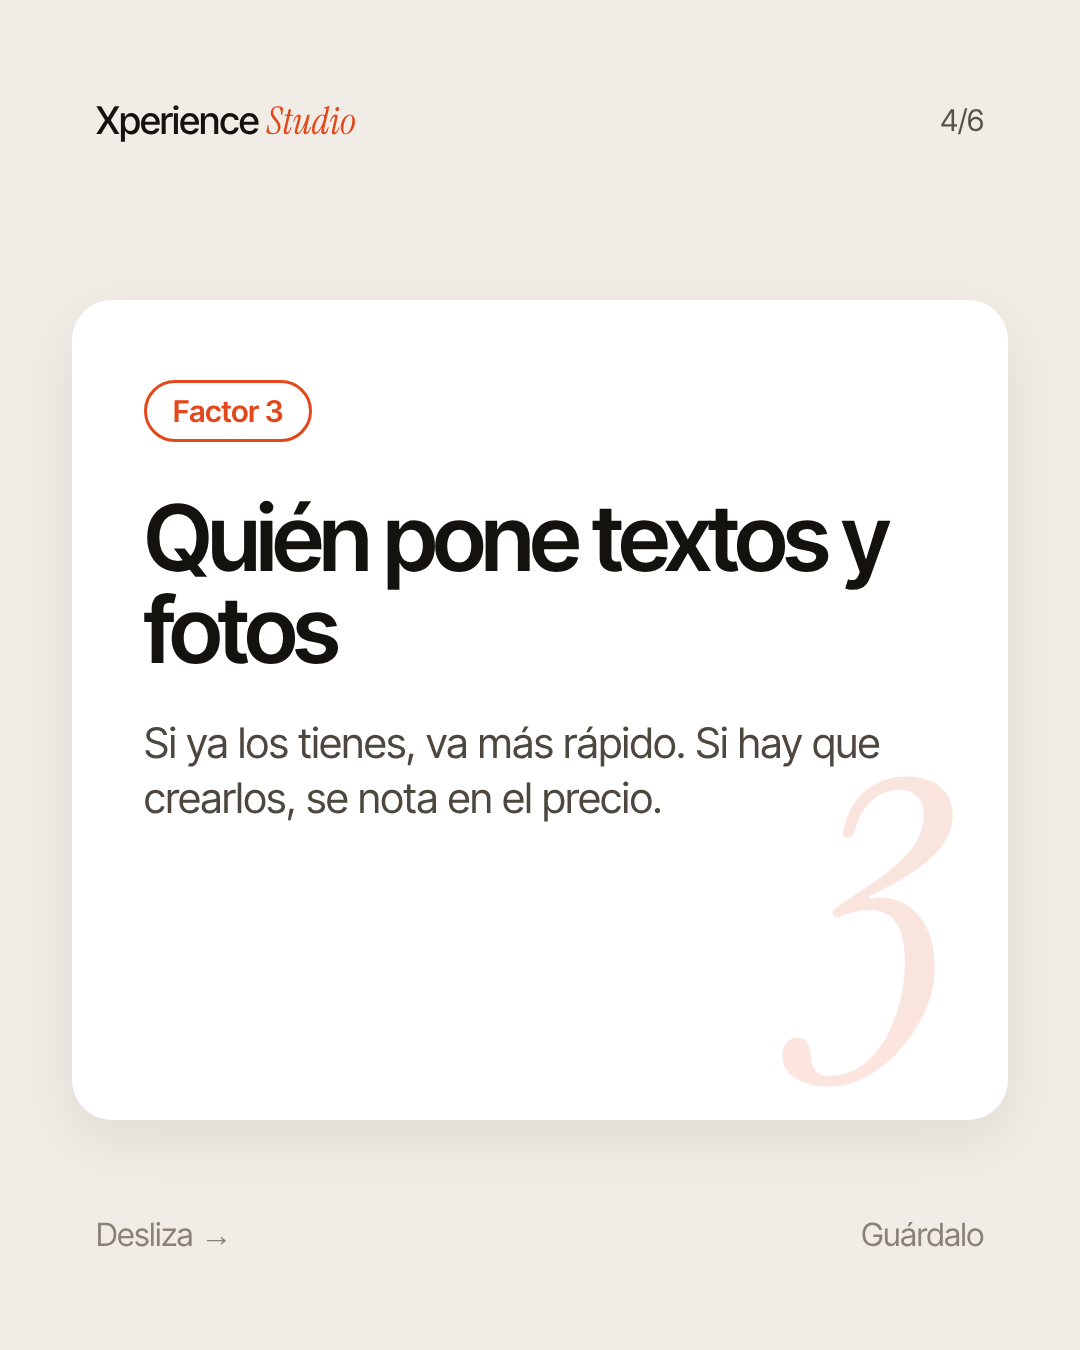 Xperience Studio
4/6
Factor 3
Quién pone textos y
fotos
Si ya los tienes, va más rápido. Si hay que
crearlos, se nota en el precio.
3
Desliza →
Guárdalo